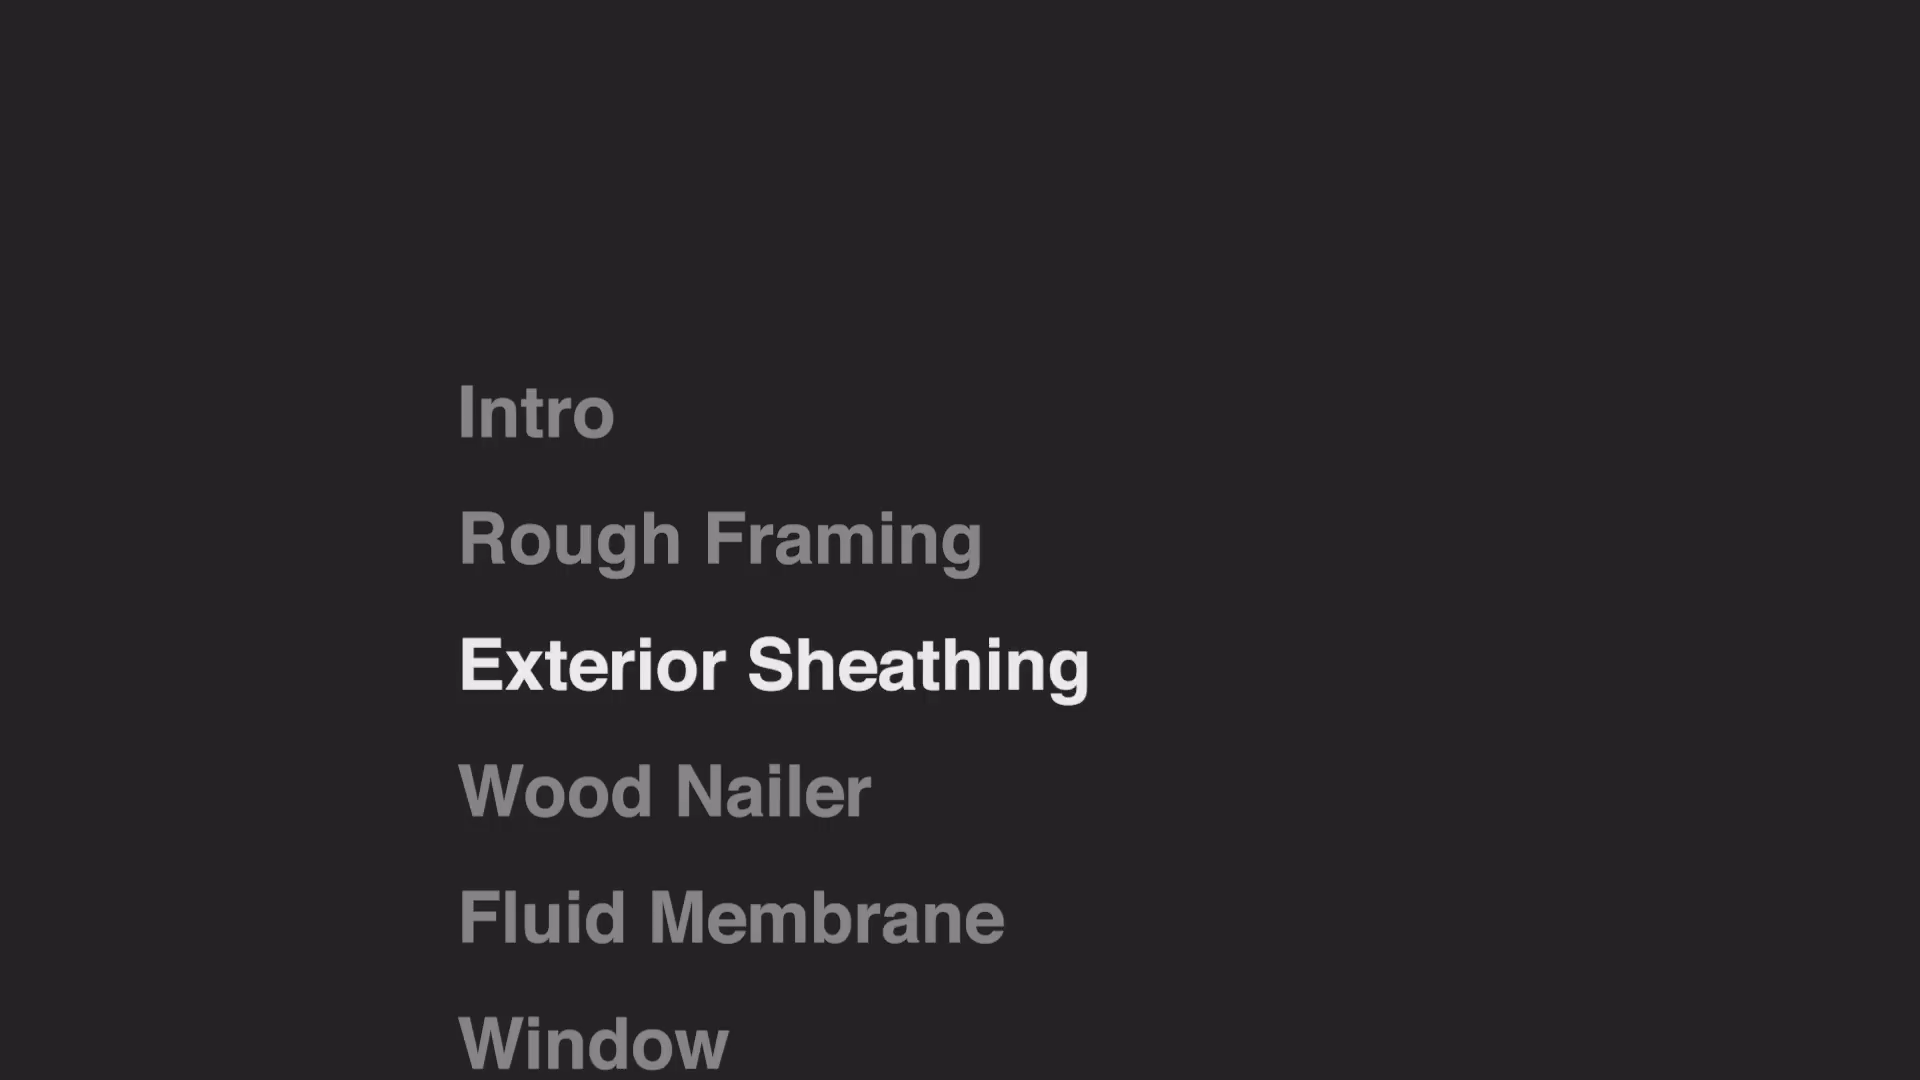 Intro
Rough Framing
Exterior Sheathing
Wood Nailer
Fluid Membrane
Window